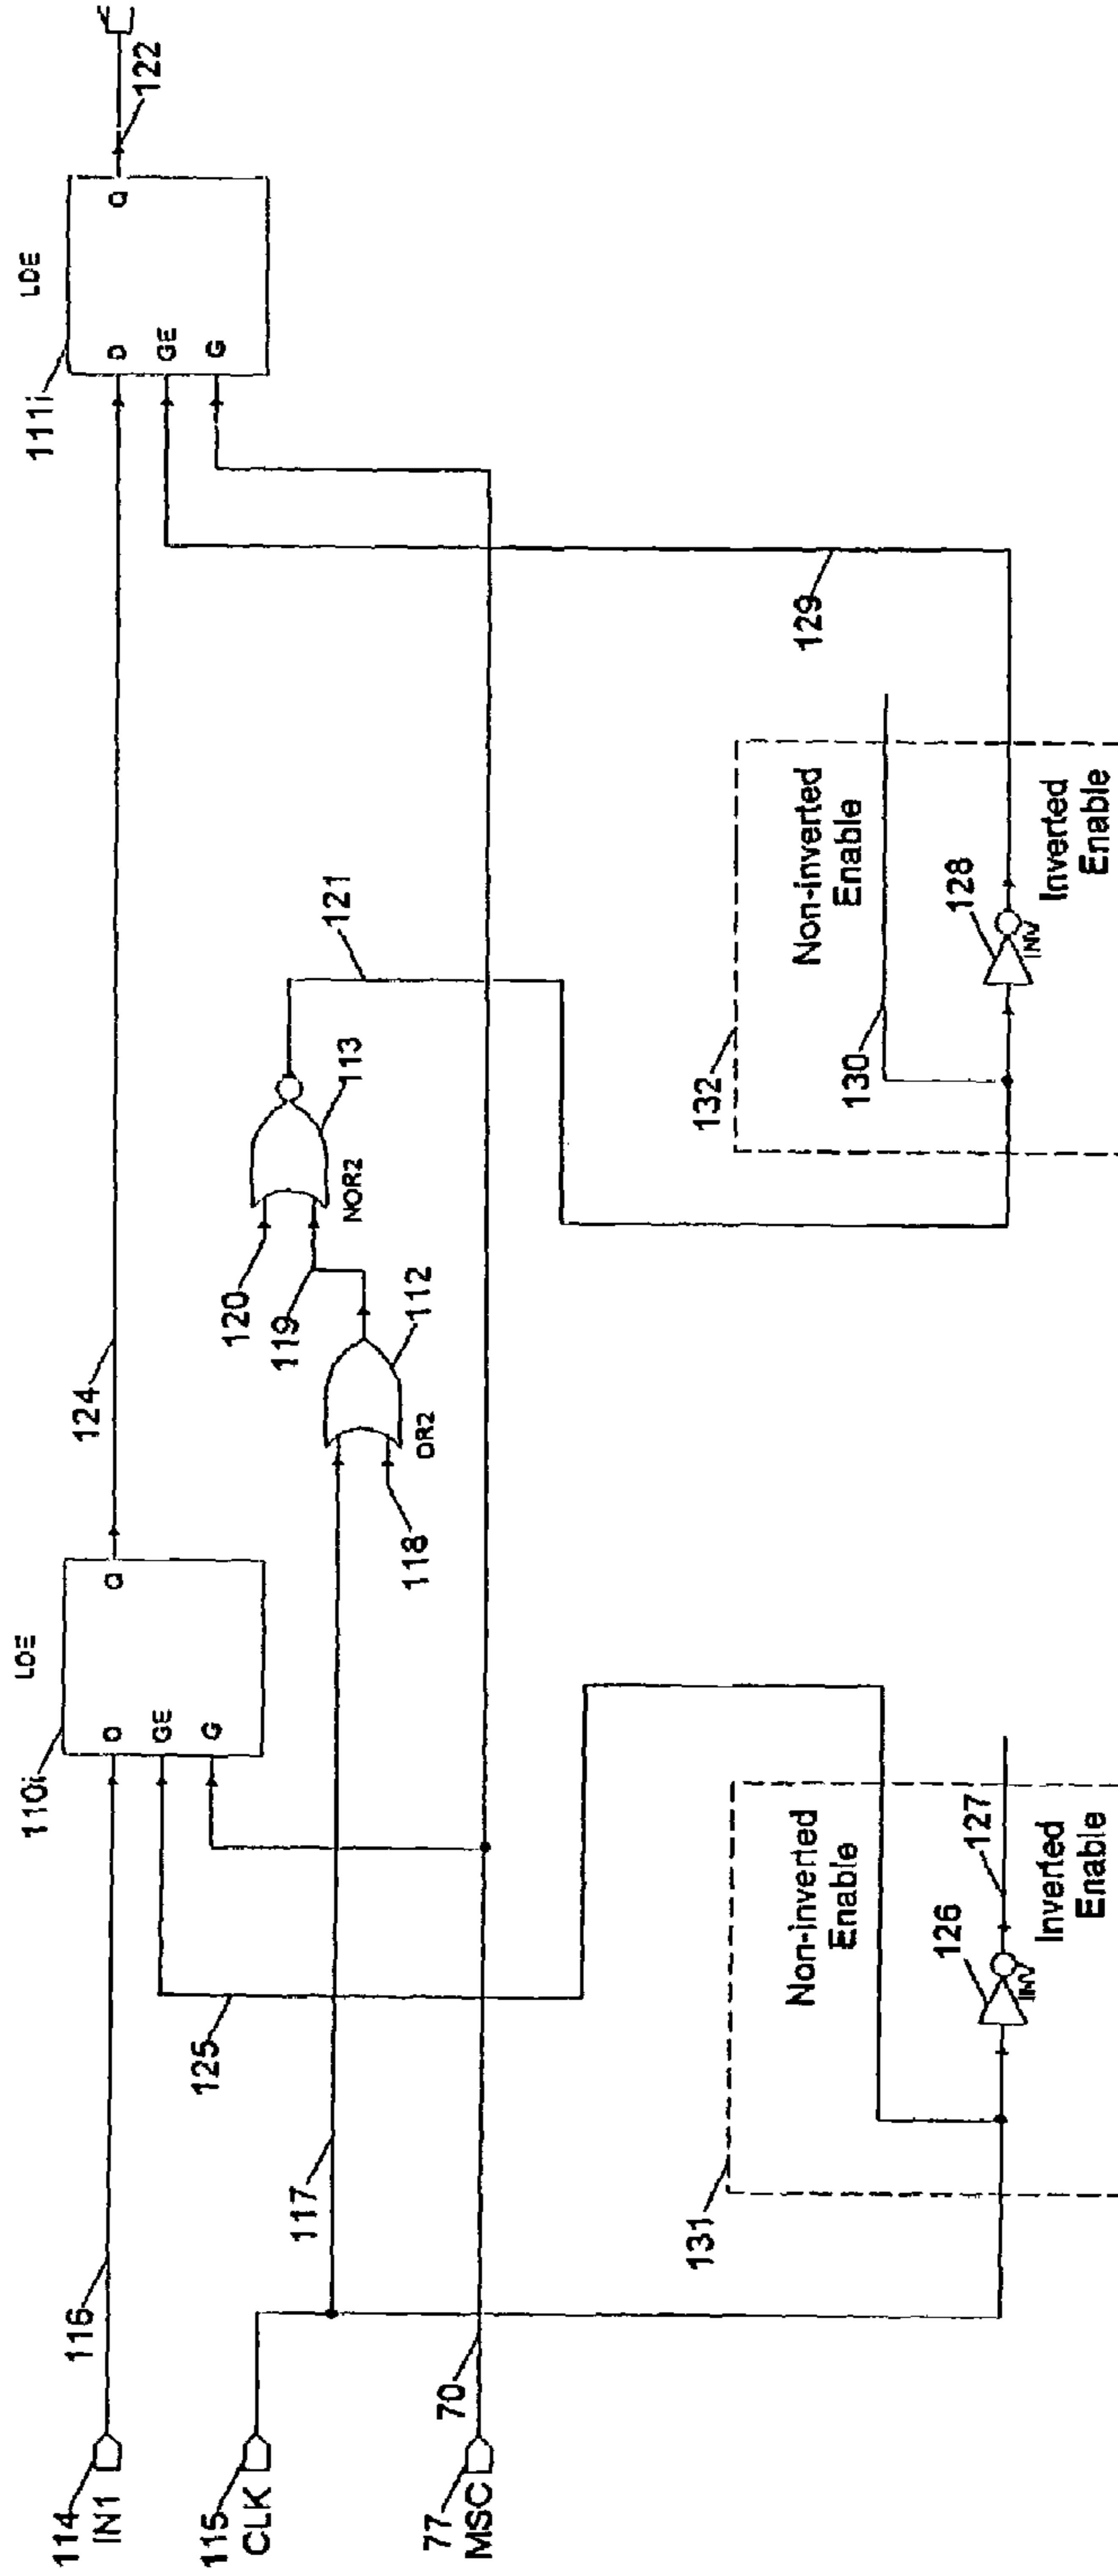 114
IN1
116
115
CLK
117
77
MSC
70
110i
LDE
D
GE
G
Q
125
124
118
OR2
112
119
120
NOR2
113
121
111i
LDE
D
GE
G
Q
122
131
Non-inverted
Enable
126
INV
127
Inverted
Enable
132
130
Non-inverted
Enable
128
INV
Inverted
Enable
129